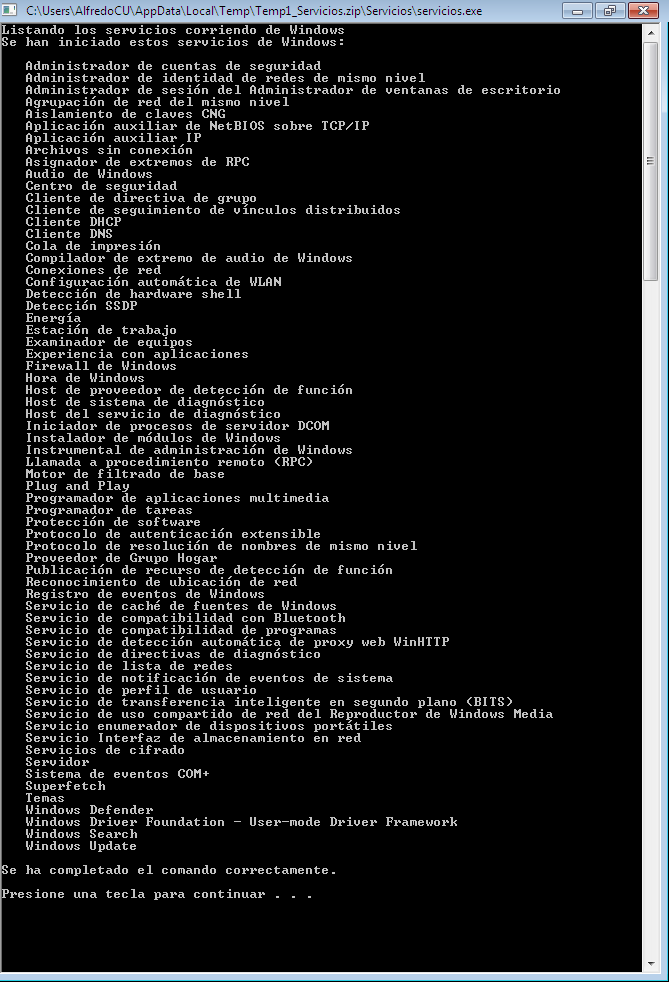 C:\Users\AlfredoCU\AppData\Local\Temp\Temp1_Servicios.zip\Servicios\servicios.exe
Listando los servicios corriendo de Windows
Se han iniciado estos servicios de Windows:
Administrador de cuentas de seguridad
Administrador de identidad de redes de mismo nivel
Administrador de sesión del Administrador de ventanas de escritorio
Agrupación de red del mismo nivel
Aislamiento de claves CNG
Aplicación auxiliar de NetBIOS sobre TCP/IP
Aplicación auxiliar IP
Archivos sin conexión
Asignador de extremos de RPC
Audio de Windows
Centro de seguridad
Cliente de directiva de grupo
Cliente de seguimiento de vínculos distribuidos
Cliente DHCP
Cliente DNS
Cola de impresión
Compilador de extremo de audio de Windows
Conexiones de red
Configuración automática de WLAN
Detección de hardware shell
Detección SSDP
Energía
Estación de trabajo
Examinador de equipos
Experiencia con aplicaciones
Firewall de Windows
Hora de Windows
Host de proveedor de detección de función
Host de sistema de diagnóstico
Host del servicio de diagnóstico
Iniciador de procesos de servidor DCOM
Instalador de módulos de Windows
Instrumental de administración de Windows
Llamada a procedimiento remoto (RPC)
Motor de filtrado de base
Plug and Play
Programador de aplicaciones multimedia
Programador de tareas
Protección de software
Protocolo de autenticación extensible
Protocolo de resolución de nombres de mismo nivel
Proveedor de Grupo Hogar
Publicación de recurso de detección de función
Reconocimiento de ubicación de red
Registro de eventos de Windows
Servicio de caché de fuentes de Windows
Servicio de compatibilidad con Bluetooth
Servicio de compatibilidad de programas
Servicio de detección automática de proxy web WinHTTP
Servicio de directivas de diagnóstico
Servicio de lista de redes
Servicio de notificación de eventos de sistema
Servicio de perfil de usuario
Servicio de transferencia inteligente en segundo plano (BITS)
Servicio de uso compartido de red del Reproductor de Windows Media
Servicio enumerador de dispositivos portátiles
Servicio Interfaz de almacenamiento en red
Servicios de cifrado
Servidor
Sistema de eventos COM+
Superfetch
Temas
Windows Defender
Windows Driver Foundation - User-mode Driver Framework
Windows Search
Windows Update
Se ha completado el comando correctamente.
Presione una tecla para continuar . . .